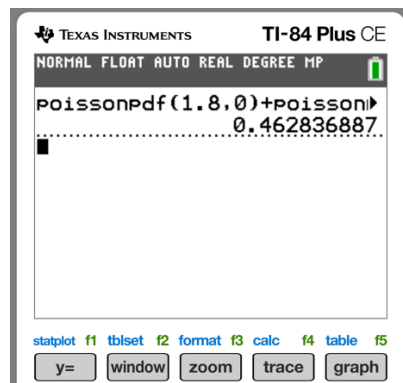 TEXAS INSTRUMENTS TI-84 Plus CE
NORMAL FLOAT AUTO REAL DEGREE MP
poissonpdf(1.8,0)+poisson
0.462836887
statplot f1 tblset f2 format f3 calc f4 table f5
y= window zoom trace graph